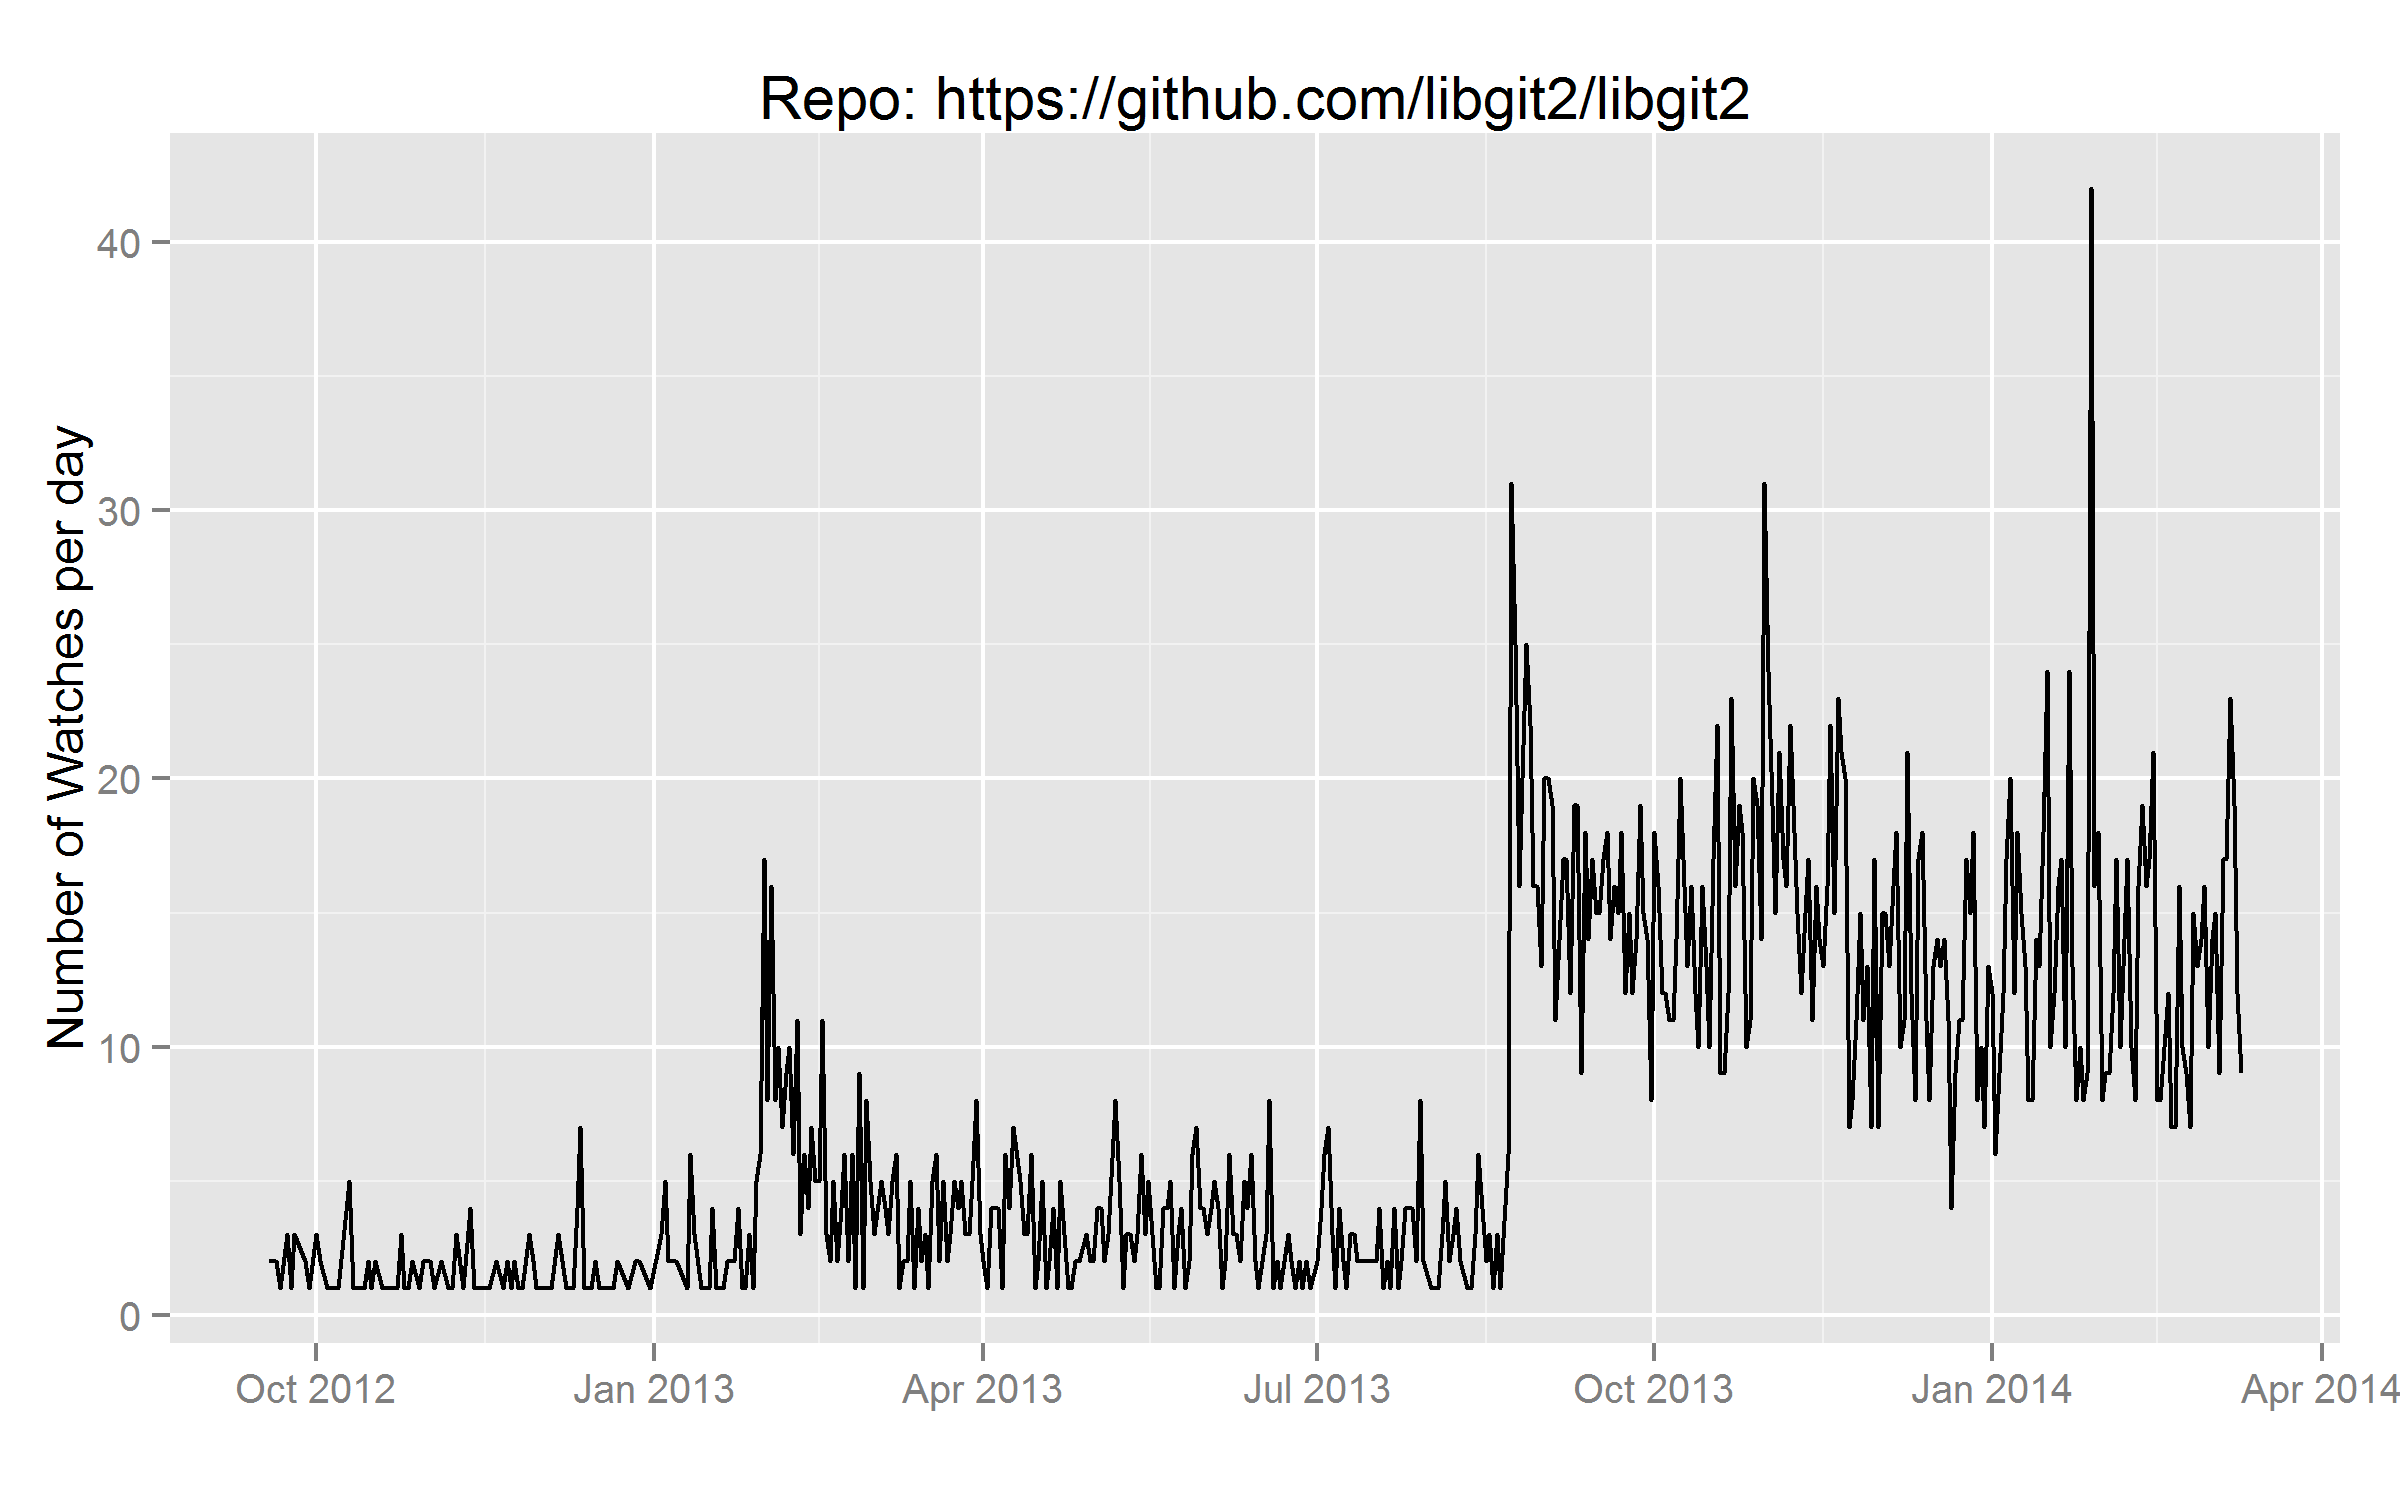 Repo: https://github.com/libgit2/libgit2
Number of Watches per day
40
30
20
10
0
Oct 2012
Jan 2013
Apr 2013
Jul 2013
Oct 2013
Jan 2014
Apr 2014